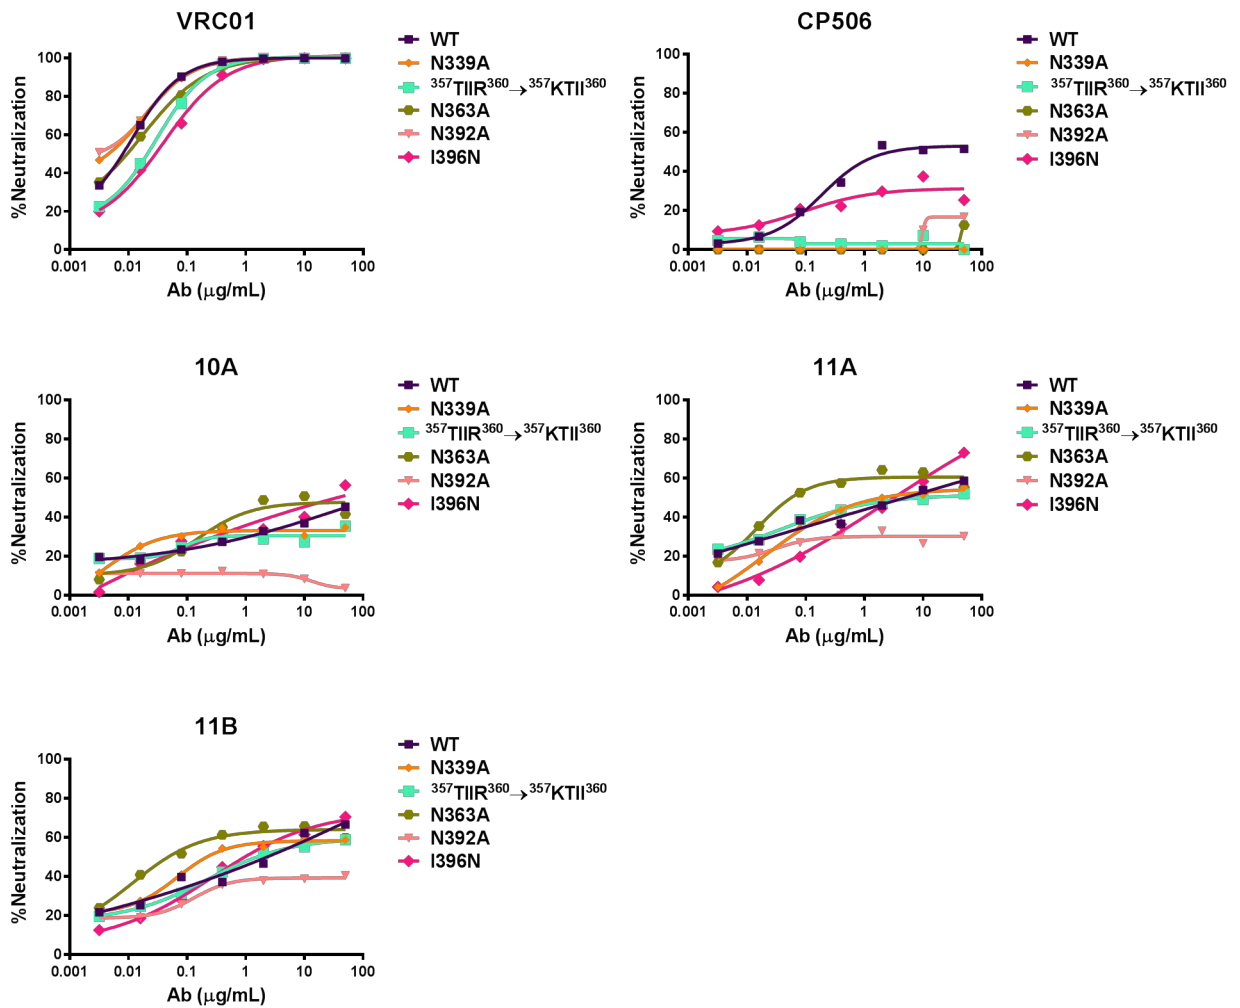 VRC01
%Neutralization
100
80
60
40
20
0
0.001 0.01 0.1 1 10 100
Ab (μg/mL)
WT
N339A
³⁵⁷TIIR³⁶⁰→³⁵⁷KTII³⁶⁰
N363A
N392A
I396N
CP506
%Neutralization
100
80
60
40
20
0
0.001 0.01 0.1 1 10 100
Ab (μg/mL)
WT
N339A
³⁵⁷TIIR³⁶⁰→³⁵⁷KTII³⁶⁰
N363A
N392A
I396N
10A
%Neutralization
100
80
60
40
20
0
0.001 0.01 0.1 1 10 100
Ab (μg/mL)
WT
N339A
³⁵⁷TIIR³⁶⁰→³⁵⁷KTII³⁶⁰
N363A
N392A
I396N
11A
%Neutralization
100
80
60
40
20
0
0.001 0.01 0.1 1 10 100
Ab (μg/mL)
WT
N339A
³⁵⁷TIIR³⁶⁰→³⁵⁷KTII³⁶⁰
N363A
N392A
I396N
11B
%Neutralization
100
80
60
40
20
0
0.001 0.01 0.1 1 10 100
Ab (μg/mL)
WT
N339A
³⁵⁷TIIR³⁶⁰→³⁵⁷KTII³⁶⁰
N363A
N392A
I396N